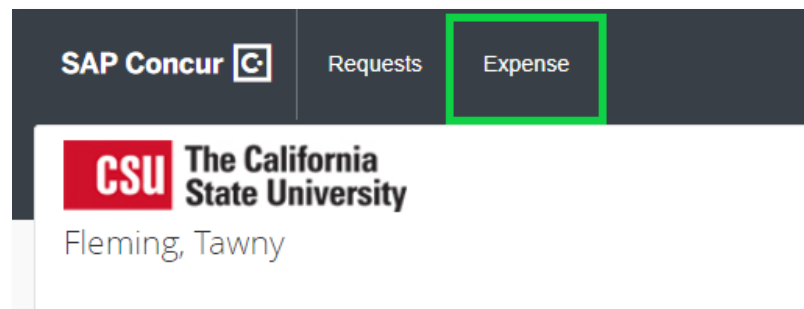 SAP Concur C Requests Expense
CSU The California
State University
Fleming, Tawny